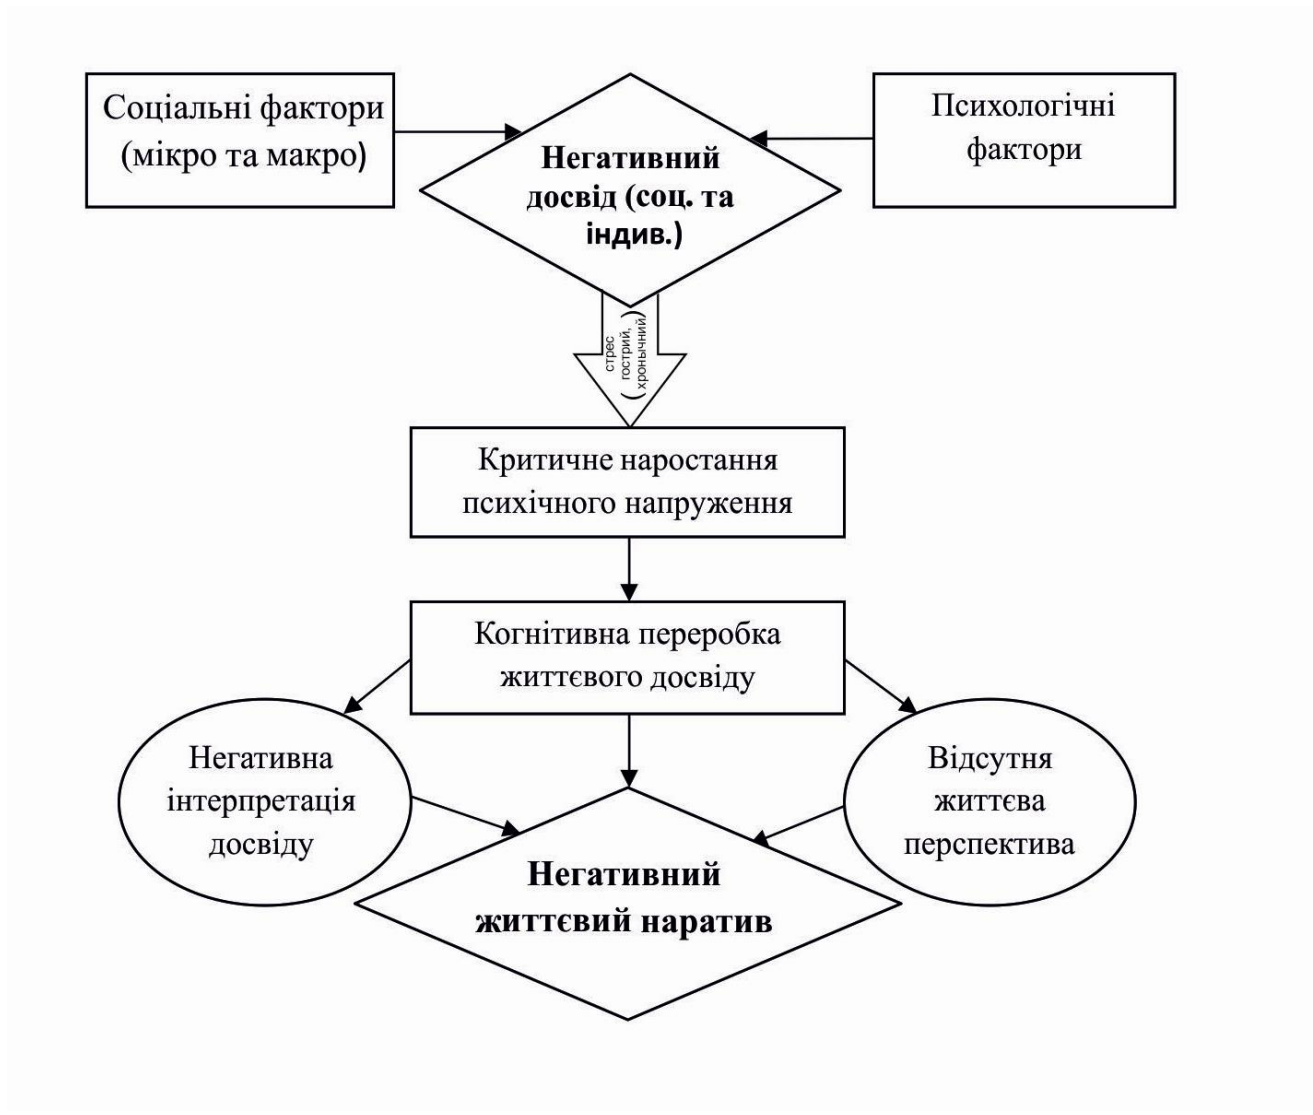 Соціальні фактори
(мікро та макро)
Психологічні
фактори
Негативний
досвід (соц. та
індив.)
стрес
(гострий,
хронычний)
Критичне наростання
психічного напруження
Когнітивна переробка
життєвого досвіду
Негативна
інтерпретація
досвіду
Відсутня
життєва
перспектива
Негативний
життєвий наратив